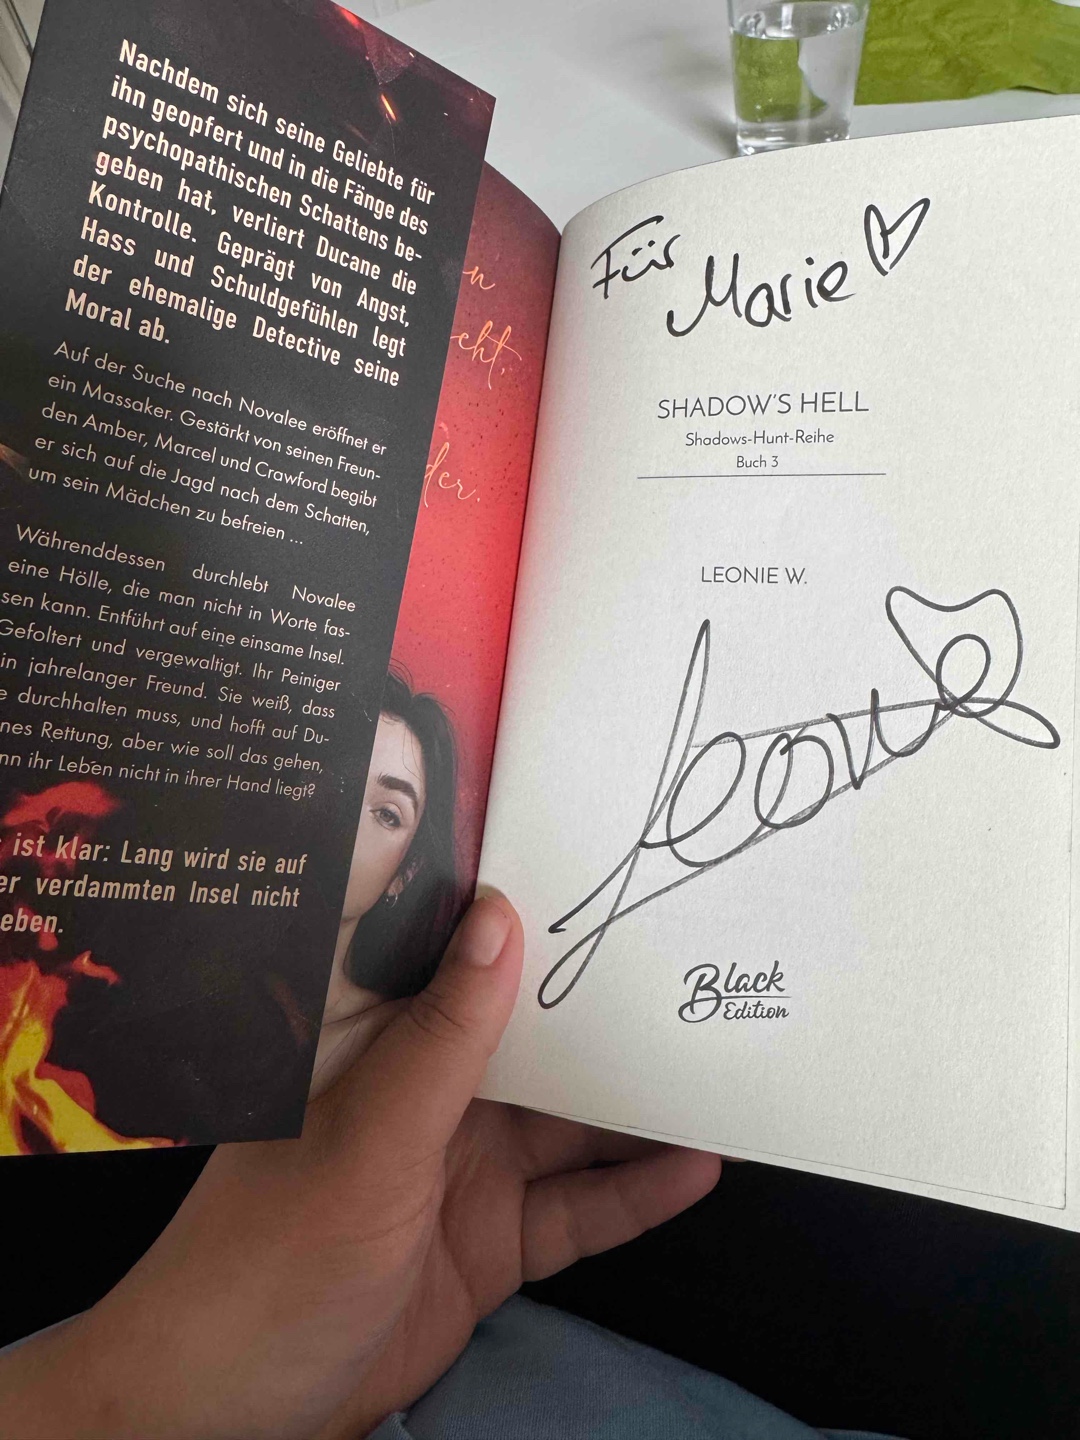 Nachdem sich seine Geliebte für
ihn geopfert und in die Fänge des
psychopathischen Schattens be-
geben hat, verliert Ducane die
Kontrolle. Geprägt von Angst,
Hass und Schuldgefühlen legt
der ehemalige Detective seine
Moral ab.
Auf der Suche nach Novalee eröffnet er
ein Massaker. Gestärkt von seinen Freun-
den Amber, Marcel und Crawford begibt
er sich auf die Jagd nach dem Schatten,
um sein Mädchen zu befreien ...
Währenddessen durchlebt Novalee
eine Hölle, die man nicht in Worte fas-
sen kann. Entführt auf eine einsame Insel.
Gefoltert und vergewaltigt. Ihr Peiniger
in jahrelanger Freund. Sie weiß, dass
e durchhalten muss, und hofft auf Du-
nes Rettung, aber wie soll das gehen,
nn ihr Leben nicht in ihrer Hand liegt?
ist klar: Lang wird sie auf
er verdammten Insel nicht
eben.
n
cht,
der.
Für
Marie
SHADOW'S HELL
Shadows-Hunt-Reihe
Buch 3
LEONIE W.
Leonie
Black
Edition